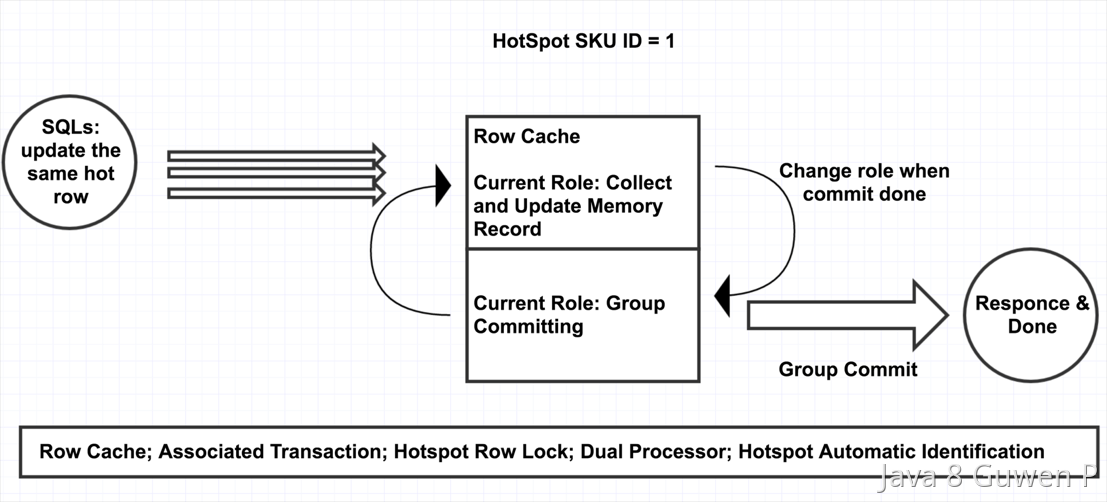 HotSpot SKU ID = 1
SQLs:
update the
same hot
row
Row Cache
Current Role: Collect
and Update Memory
Record
Change role when
commit done
Current Role: Group
Committing
Responce &
Done
Group Commit
Row Cache; Associated Transaction; Hotspot Row Lock; Dual Processor; Hotspot Automatic Identification
Java 8 Guwen P